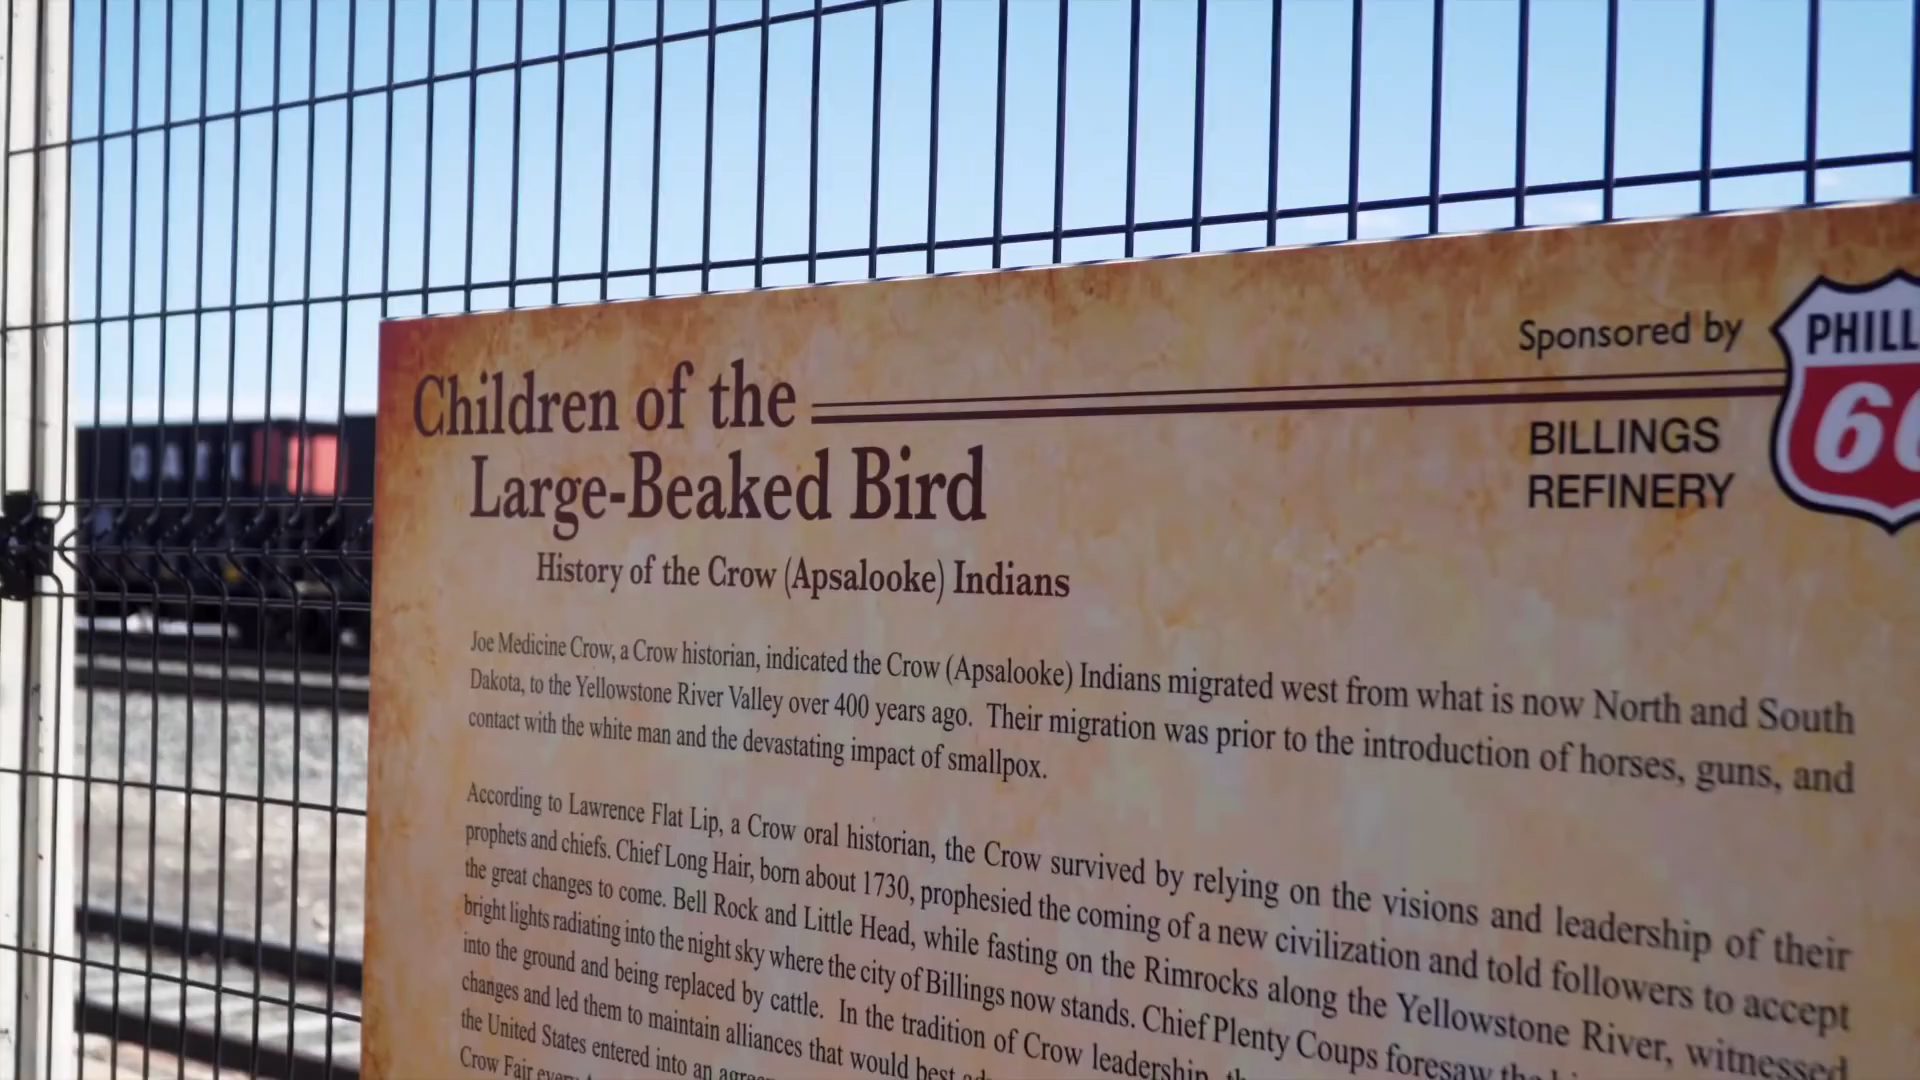 Sponsored by
PHILL
66
BILLINGS
REFINERY
Children of the
Large-Beaked Bird
History of the Crow (Apsalooke) Indians
Joe Medicine Crow, a Crow historian, indicated the Crow (Apsalooke) Indians migrated west from what is now North and South
Dakota, to the Yellowstone River Valley over 400 years ago. Their migration was prior to the introduction of horses, guns, and
contact with the white man and the devastating impact of smallpox.
According to Lawrence Flat Lip, a Crow oral historian, the Crow survived by relying on the visions and leadership of their
prophets and chiefs. Chief Long Hair, born about 1730, prophesied the coming of a new civilization and told followers to accept
the great changes to come. Bell Rock and Little Head, while fasting on the Rimrocks along the Yellowstone River, witnessed
bright lights radiating into the night sky where the city of Billings now stands. Chief Plenty Coups foresaw the
into the ground and being replaced by cattle. In the tradition of Crow leadership,
changes and led them to maintain alliances that would best
the United States entered into an
Crow Fair